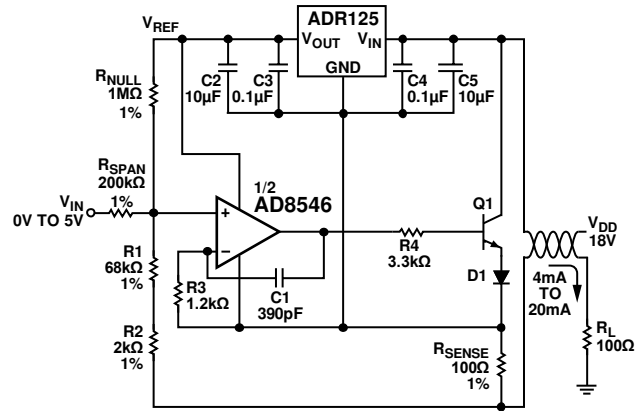 VREF
ADR125
VOUT VIN
GND
RNULL
1MΩ
1%
C2
10µF
C3
0.1µF
C4
0.1µF
C5
10µF
RSPAN
200kΩ
1%
VIN
0V TO 5V
1/2
AD8546
+
–
R1
68kΩ
1%
R2
2kΩ
1%
R3
1.2kΩ
C1
390pF
R4
3.3kΩ
Q1
D1
VDD
18V
4mA
TO
20mA
RL
100Ω
RSENSE
100Ω
1%